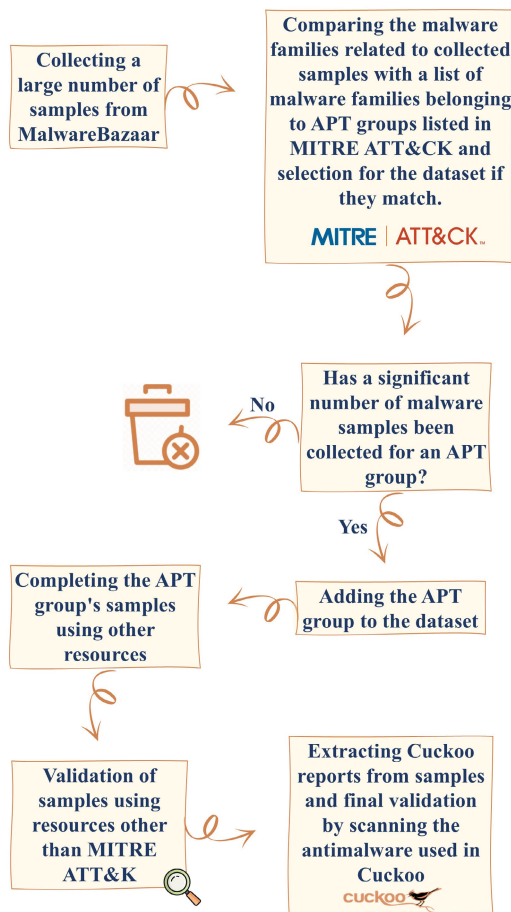 Collecting a
large number of
samples from
MalwareBazaar
Comparing the malware
families related to collected
samples with a list of
malware families belonging
to APT groups listed in
MITRE ATT&CK and
selection for the dataset if
they match.
MITRE | ATT&CK™
Has a significant
number of malware
samples been
collected for an APT
group?
No
Yes
Adding the APT
group to the dataset
Completing the APT
group's samples
using other
resources
Validation of
samples using
resources other
than MITRE
ATT&K
Extracting Cuckoo
reports from samples
and final validation
by scanning the
antimalware used in
Cuckoo
cuckoo